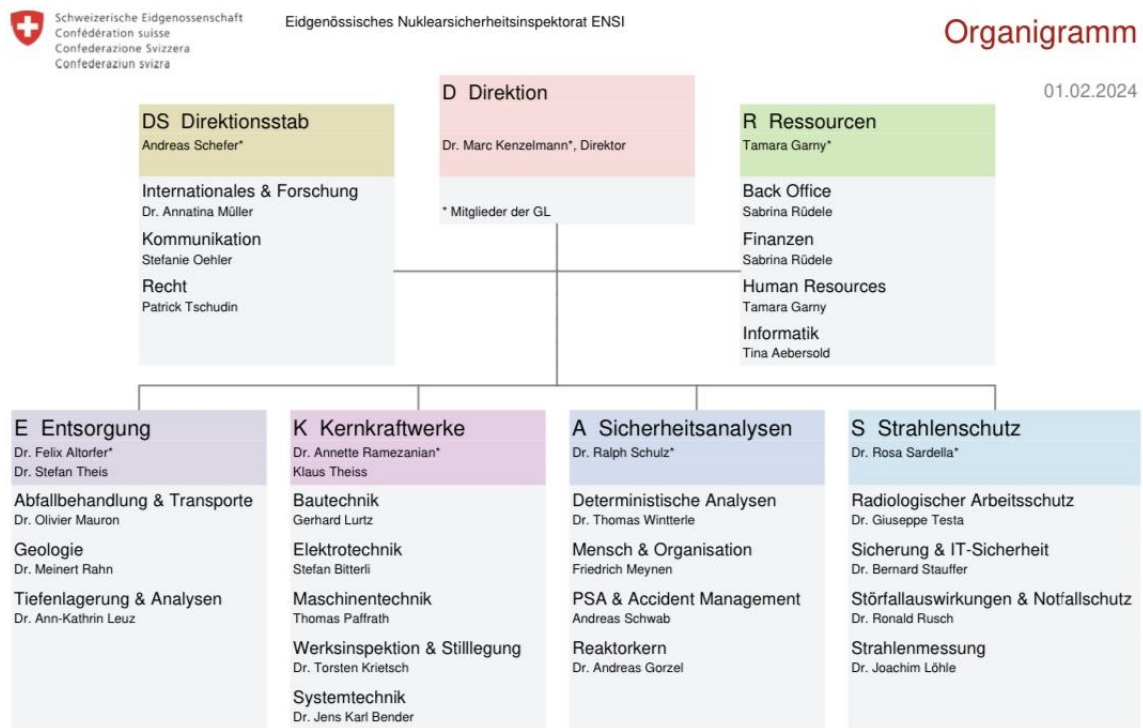 Schweizerische Eidgenossenschaft
Confédération suisse
Confederazione Svizzera
Confederaziun svizra
Eidgenössisches Nuklearsicherheitsinspektorat ENSI
Organigramm
01.02.2024
DS Direktionsstab
Andreas Schefer*
Internationales & Forschung
Dr. Annatina Müller
Kommunikation
Stefanie Oehler
Recht
Patrick Tschudin
D Direktion
Dr. Marc Kenzelmann*, Direktor
* Mitglieder der GL
R Ressourcen
Tamara Garny*
Back Office
Sabrina Rüdele
Finanzen
Sabrina Rüdele
Human Resources
Tamara Garny
Informatik
Tina Aebersold
E Entsorgung
Dr. Felix Altorfer*
Dr. Stefan Theis
Abfallbehandlung & Transporte
Dr. Olivier Mauron
Geologie
Dr. Meinert Rahn
Tiefenlagerung & Analysen
Dr. Ann-Kathrin Leuz
K Kernkraftwerke
Dr. Annette Ramezanian*
Klaus Theiss
Bautechnik
Gerhard Lurtz
Elektrotechnik
Stefan Bitterli
Maschinentechnik
Thomas Paffrath
Werksinspektion & Stilllegung
Dr. Torsten Krietsch
Systemtechnik
Dr. Jens Karl Bender
A Sicherheitsanalysen
Dr. Ralph Schulz*
Deterministische Analysen
Dr. Thomas Wintterle
Mensch & Organisation
Friedrich Meynen
PSA & Accident Management
Andreas Schwab
Reaktorkern
Dr. Andreas Gorzel
S Strahlenschutz
Dr. Rosa Sardella*
Radiologischer Arbeitsschutz
Dr. Giuseppe Testa
Sicherung & IT-Sicherheit
Dr. Bernard Stauffer
Störfallauswirkungen & Notfallschutz
Dr. Ronald Rusch
Strahlenmessung
Dr. Joachim Löhle